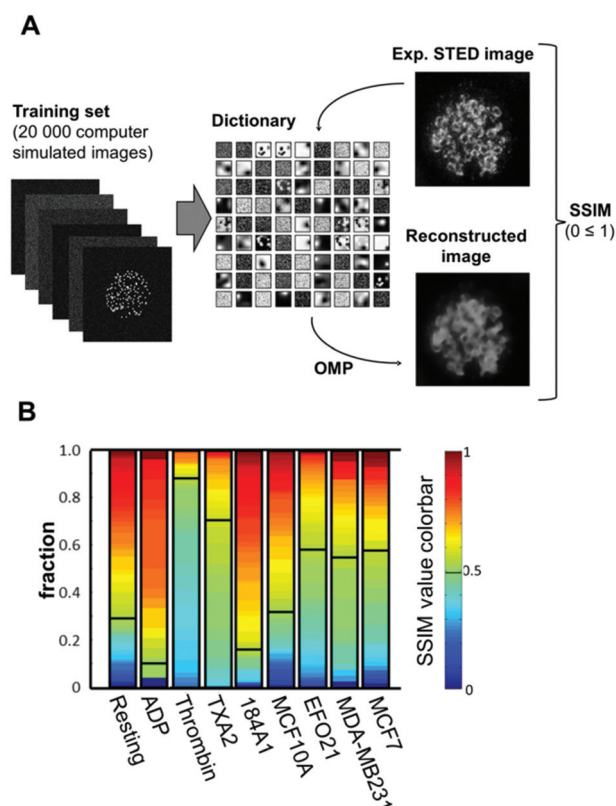 A
Training set
(20 000 computer
simulated images)
Dictionary
Exp. STED image
SSIM
(0 ≤ 1)
Reconstructed
image
OMP
B
fraction
1.0
0.8
0.6
0.4
0.2
0
Resting
ADP
Thrombin
TXA2
184A1
MCF10A
EFO21
MDA-MB231
MCF7
1
0.5
0
SSIM value colorbar